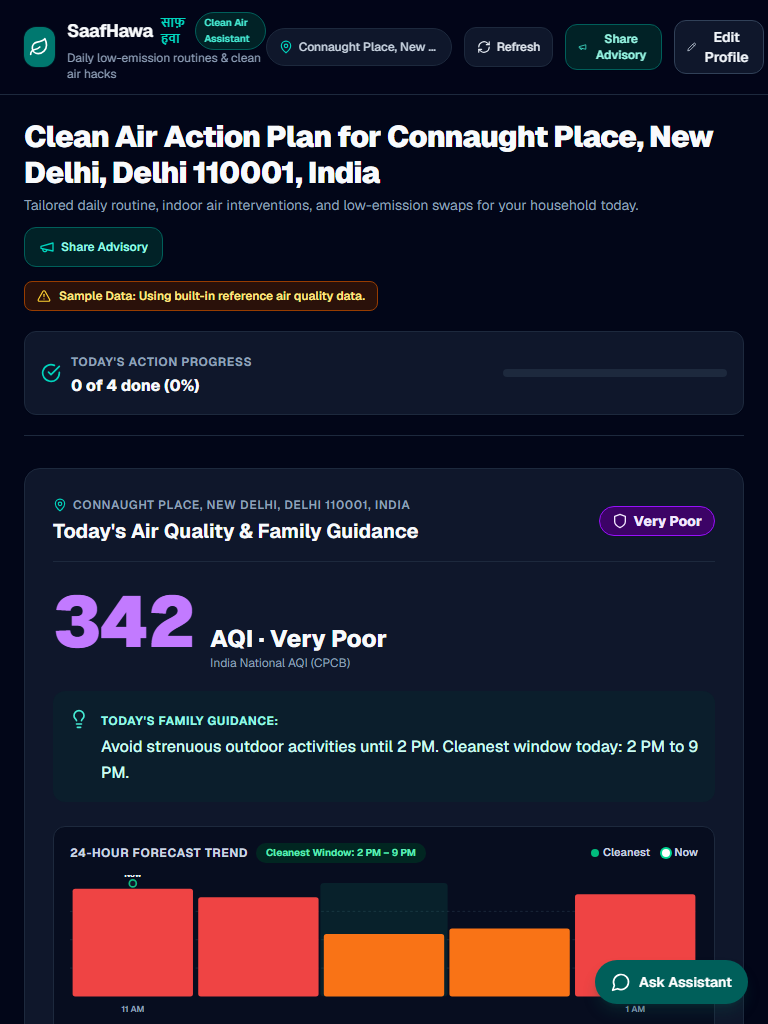 SaafHawa साफ़ हवा
Clean Air Assistant
Daily low-emission routines & clean air hacks
Connaught Place, New ...
Refresh
Share Advisory
Edit Profile
Clean Air Action Plan for Connaught Place, New
Delhi, Delhi 110001, India
Tailored daily routine, indoor air interventions, and low-emission swaps for your household today.
Share Advisory
Sample Data: Using built-in reference air quality data.
TODAY'S ACTION PROGRESS
0 of 4 done (0%)
CONNAUGHT PLACE, NEW DELHI, DELHI 110001, INDIA
Today's Air Quality & Family Guidance
Very Poor
342
AQI · Very Poor
India National AQI (CPCB)
TODAY'S FAMILY GUIDANCE:
Avoid strenuous outdoor activities until 2 PM. Cleanest window today: 2 PM to 9
PM.
24-HOUR FORECAST TREND
Cleanest Window: 2 PM – 9 PM
Cleanest
Now
11 AM
1 AM
Ask Assistant